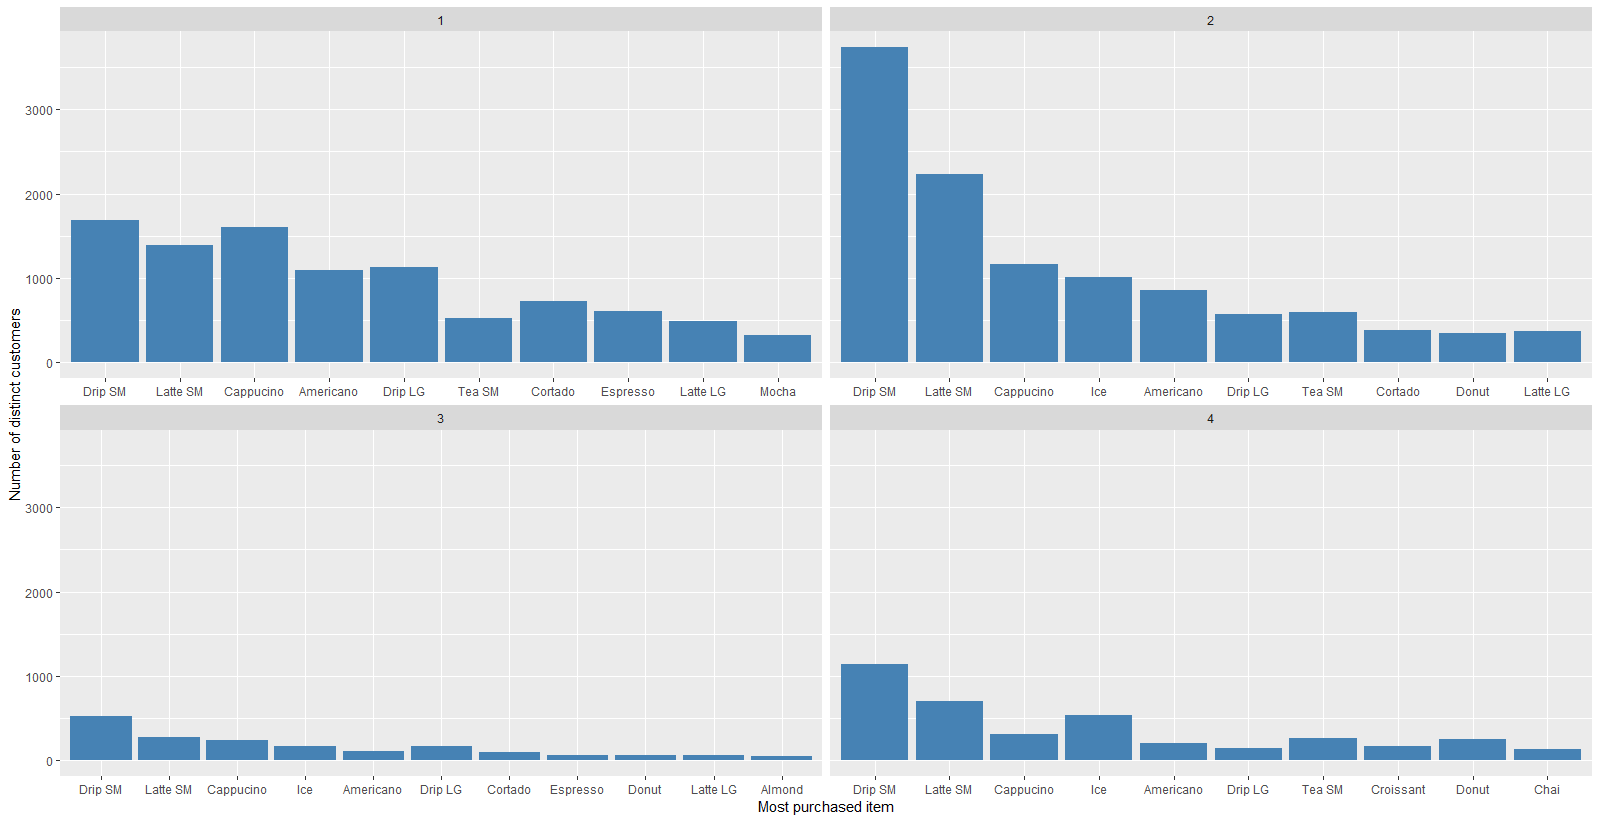 1
2
3000
2000
1000
0
Drip SM Latte SM Cappucino Americano Drip LG Tea SM Cortado Espresso Latte LG Mocha
Drip SM Latte SM Cappucino Ice Americano Drip LG Tea SM Cortado Donut Latte LG
3
4
3000
2000
1000
0
Drip SM Latte SM Cappucino Ice Americano Drip LG Cortado Espresso Donut Latte LG Almond
Drip SM Latte SM Cappucino Ice Americano Drip LG Tea SM Croissant Donut Chai
Most purchased item
Number of distinct customers